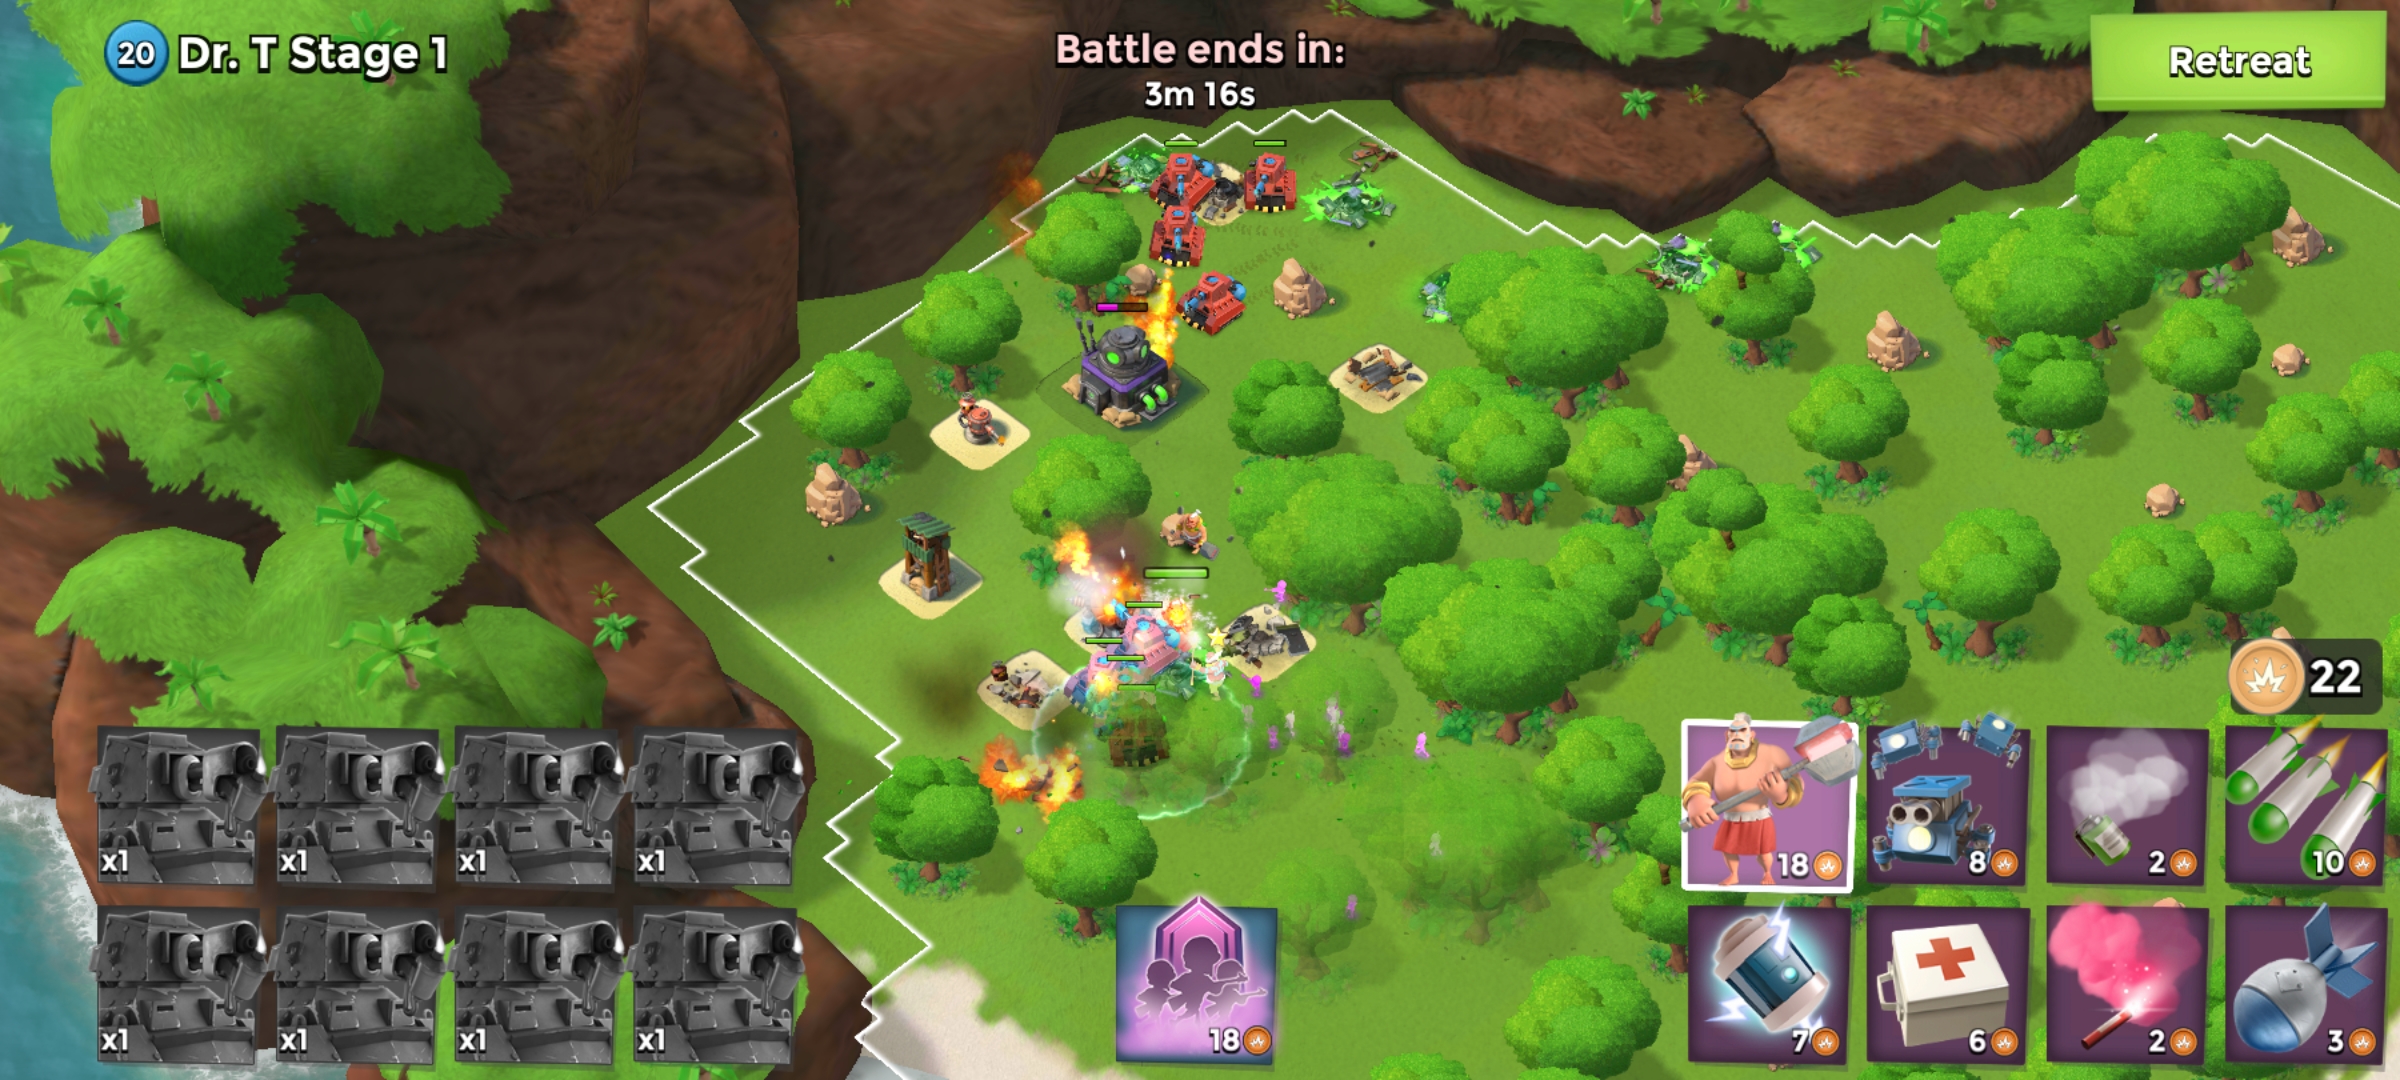 20 Dr. T Stage 1
Battle ends in:
3m 16s
Retreat
22
x1 x1 x1 x1
18 8 2 10
x1 x1 x1 x1
18
7 6 2 3